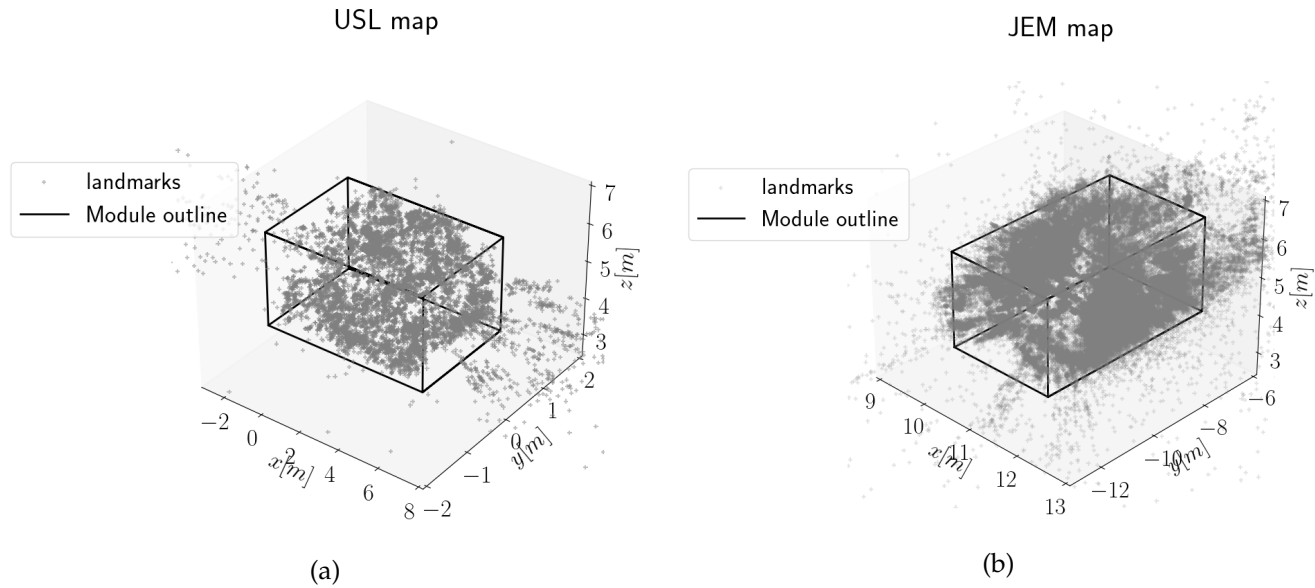 USL map
landmarks
Module outline
7
6
5
4
3
z[m]
−2
0
2
4
6
8
x[m]
−2
−1
0
1
2
y[m]
(a)
JEM map
landmarks
Module outline
7
6
5
4
3
z[m]
9
10
11
12
13
x[m]
−12
−10
−8
−6
y[m]
(b)